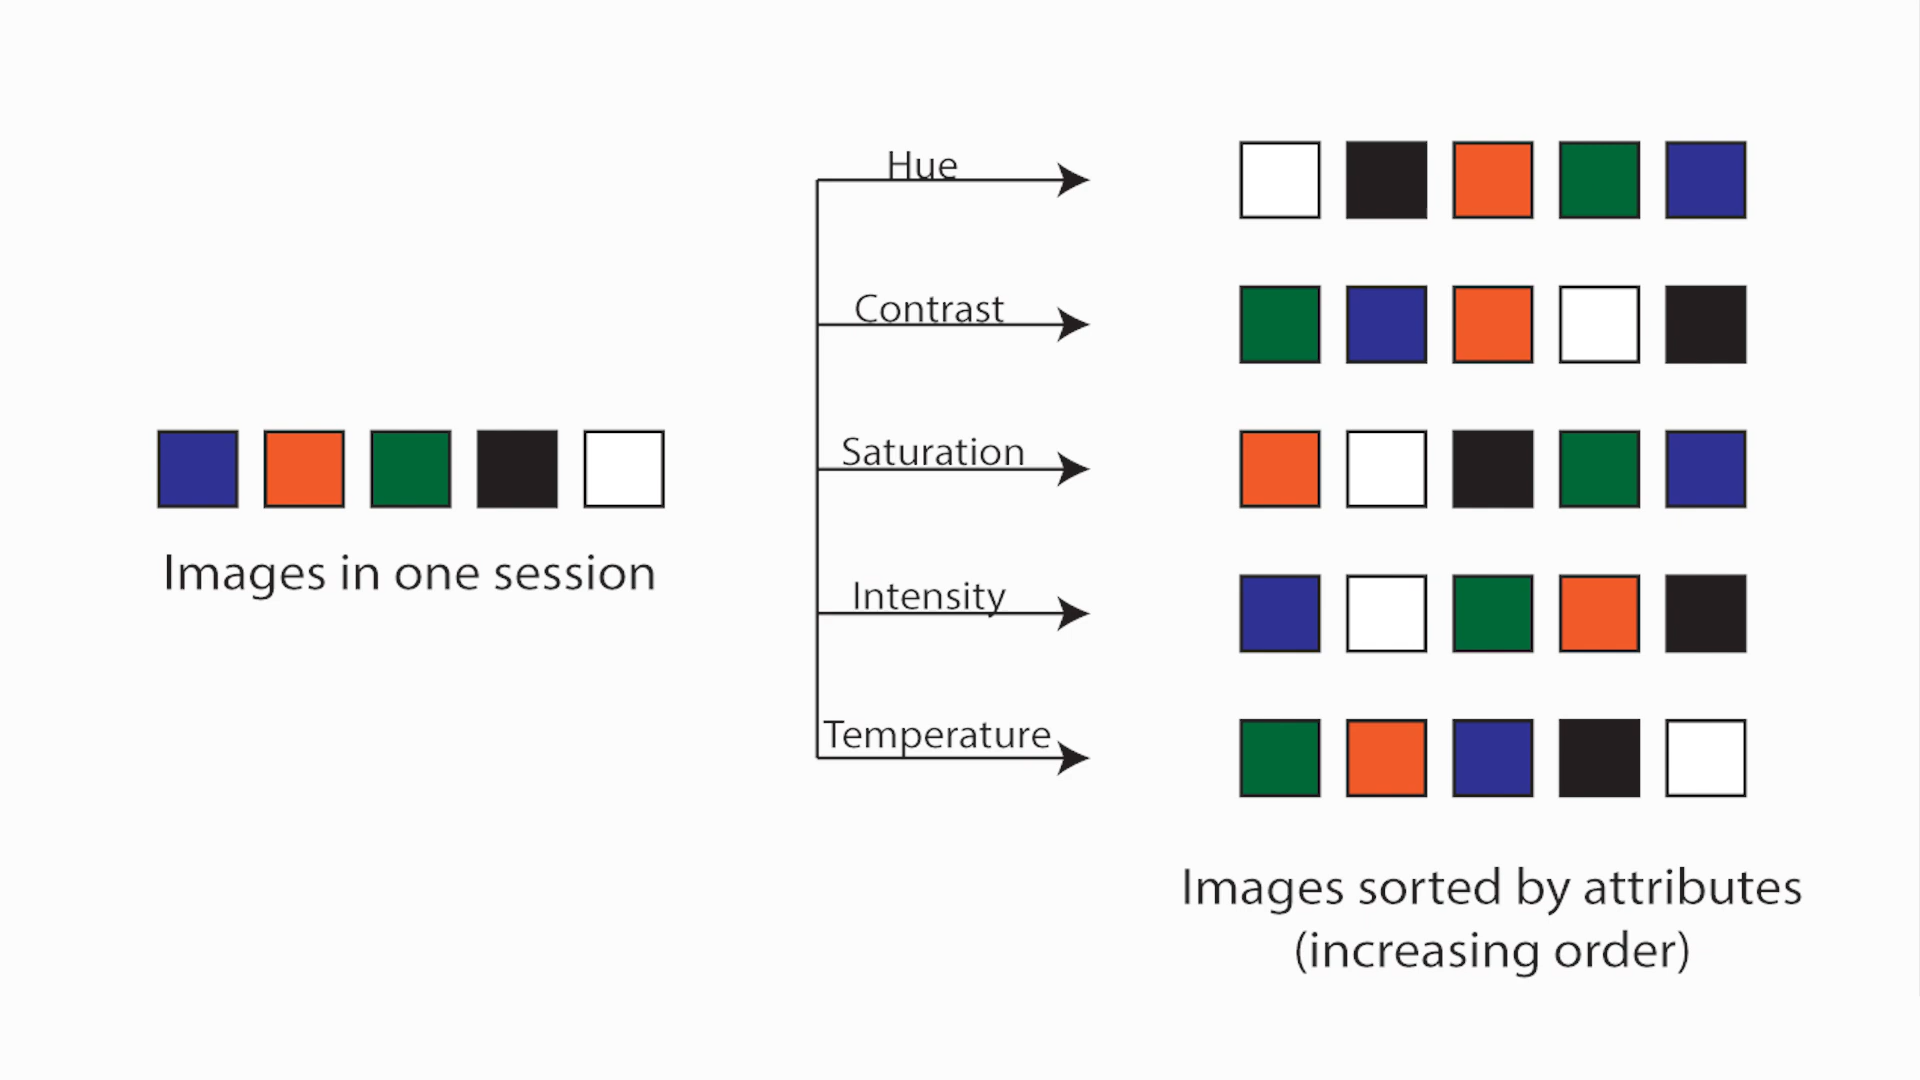 Hue
Contrast
Saturation
Intensity
Temperature
Images in one session
Images sorted by attributes
(increasing order)